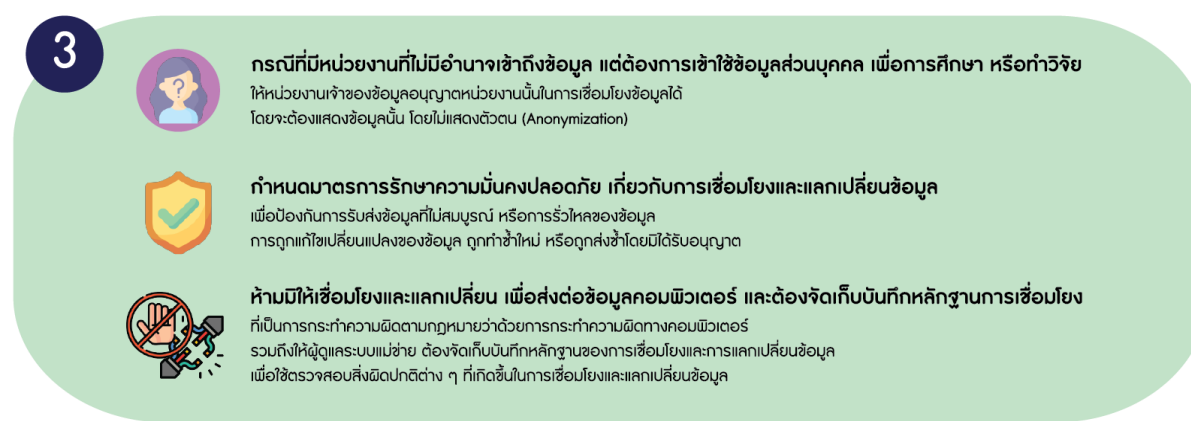 3
กรณีที่มีหน่วยงานที่ไม่มีอำนาจเข้าถึงข้อมูล แต่ต้องการเข้าใช้ข้อมูลส่วนบุคคล เพื่อการศึกษา หรือทำวิจัย
ให้หน่วยงานเจ้าของข้อมูลอนุญาตหน่วยงานนั้นในการเชื่อมโยงข้อมูลได้
โดยจะต้องแสดงข้อมูลนั้น โดยไม่แสดงตัวตน (Anonymization)
กำหนดมาตรการรักษาความมั่นคงปลอดภัย เกี่ยวกับการเชื่อมโยงและแลกเปลี่ยนข้อมูล
เพื่อป้องกันการรับส่งข้อมูลที่ไม่สมบูรณ์ หรือการรั่วไหลของข้อมูล
การถูกแก้ไขเปลี่ยนแปลงของข้อมูล ถูกทำซ้ำใหม่ หรือถูกส่งซ้ำโดยมิได้รับอนุญาต
ห้ามมิให้เชื่อมโยงและแลกเปลี่ยน เพื่อส่งต่อข้อมูลคอมพิวเตอร์ และต้องจัดเก็บบันทึกหลักฐานการเชื่อมโยง
ที่เป็นการกระทำความผิดตามกฎหมายว่าด้วยการกระทำความผิดทางคอมพิวเตอร์
รวมถึงให้ผู้ดูแลระบบแม่ข่าย ต้องจัดเก็บบันทึกหลักฐานของการเชื่อมโยงและการแลกเปลี่ยนข้อมูล
เพื่อใช้ตรวจสอบสิ่งผิดปกติต่าง ๆ ที่เกิดขึ้นในการเชื่อมโยงและแลกเปลี่ยนข้อมูล